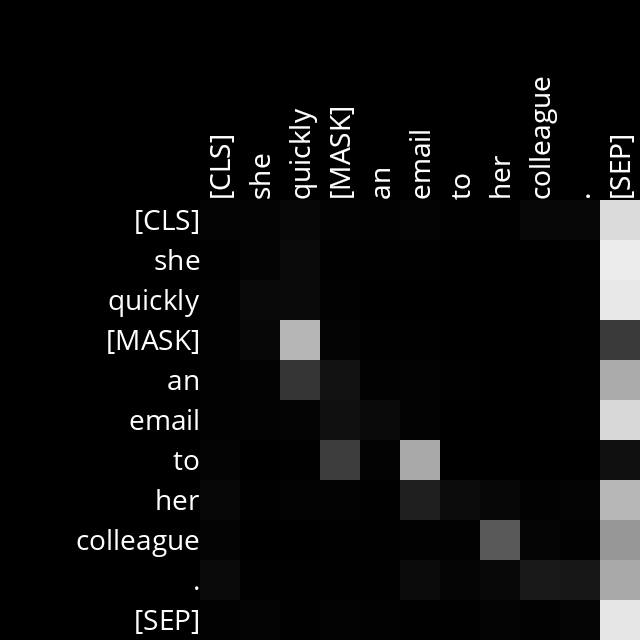 [CLS] she quickly [MASK] an email to her colleague . [SEP]
[CLS]
she
quickly
[MASK]
an
email
to
her
colleague
.
[SEP]